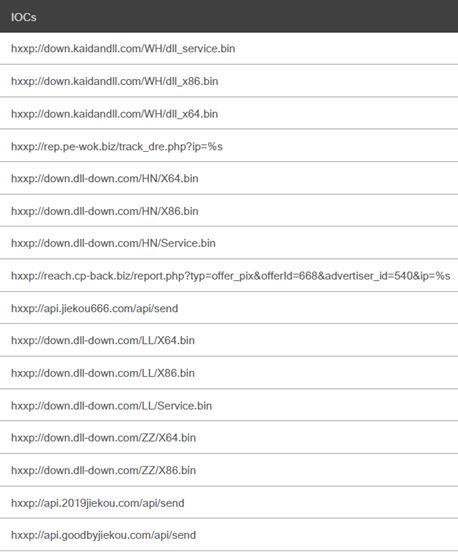 IOCs
hxxp://down.kaidandll.com/WH/dll_service.bin
hxxp://down.kaidandll.com/WH/dll_x86.bin
hxxp://down.kaidandll.com/WH/dll_x64.bin
hxxp://rep.pe-wok.biz/track_dre.php?ip=%s
hxxp://down.dll-down.com/HN/X64.bin
hxxp://down.dll-down.com/HN/X86.bin
hxxp://down.dll-down.com/HN/Service.bin
hxxp://reach.cp-back.biz/report.php?typ=offer_pix&offerId=668&advertiser_id=540&ip=%s
hxxp://api.jiekou666.com/api/send
hxxp://down.dll-down.com/LL/X64.bin
hxxp://down.dll-down.com/LL/X86.bin
hxxp://down.dll-down.com/LL/Service.bin
hxxp://down.dll-down.com/ZZ/X64.bin
hxxp://down.dll-down.com/ZZ/X86.bin
hxxp://api.2019jiekou.com/api/send
hxxp://api.goodbyjiekou.com/api/send